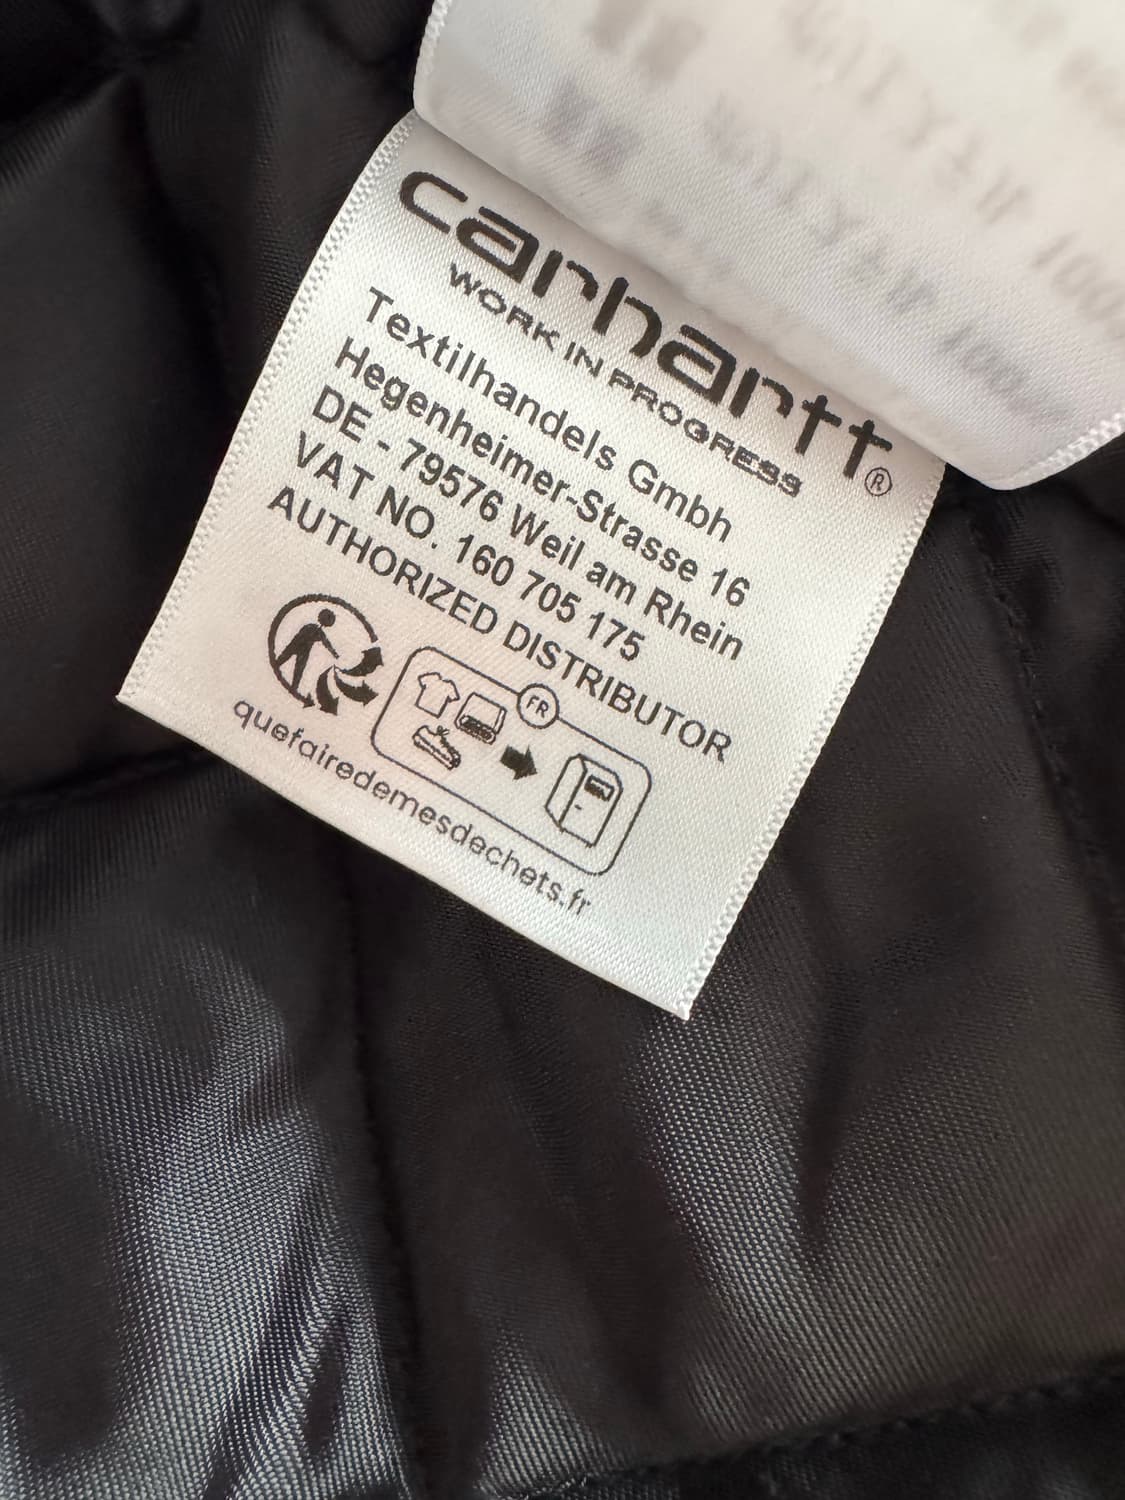 carhartt®
WORK IN PROGRESS
Textilhandels Gmbh
Hegenheimer-Strasse 16
DE - 79576 Weil am Rhein
VAT NO. 160 705 175
AUTHORIZED DISTRIBUTOR
FR
quefairedemesdechets.fr